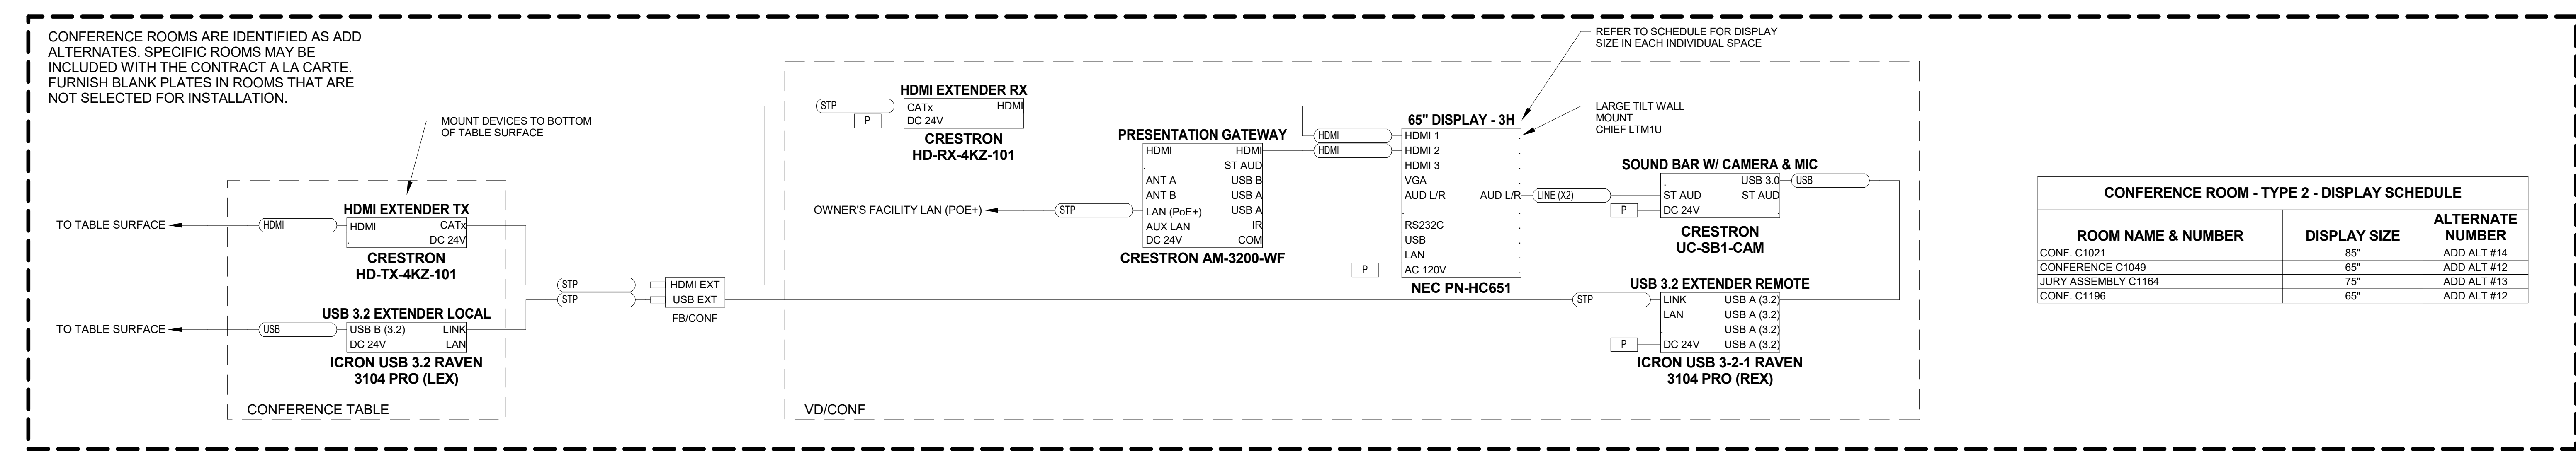 CONFERENCE ROOMS ARE IDENTIFIED AS ADD
ALTERNATES. SPECIFIC ROOMS MAY BE
INCLUDED WITH THE CONTRACT A LA CARTE.
FURNISH BLANK PLATES IN ROOMS THAT ARE
NOT SELECTED FOR INSTALLATION.
MOUNT DEVICES TO BOTTOM
OF TABLE SURFACE
TO TABLE SURFACE
HDMI
HDMI EXTENDER TX
HDMI CATx
DC 24V
CRESTRON
HD-TX-4KZ-101
TO TABLE SURFACE
USB
USB 3.2 EXTENDER LOCAL
USB B (3.2) LINK
DC 24V LAN
ICRON USB 3.2 RAVEN
3104 PRO (LEX)
CONFERENCE TABLE
STP
STP
HDMI EXT
USB EXT
FB/CONF
STP
P
HDMI EXTENDER RX
CATx HDMI
DC 24V
CRESTRON
HD-RX-4KZ-101
OWNER'S FACILITY LAN (POE+)
STP
PRESENTATION GATEWAY
HDMI HDMI
ST AUD
ANT A USB B
ANT B USB A
LAN (PoE+) USB A
AUX LAN IR
DC 24V COM
CRESTRON AM-3200-WF
HDMI
HDMI
P
65" DISPLAY - 3H
HDMI 1
HDMI 2
HDMI 3
VGA
AUD L/R AUD L/R
RS232C
USB
LAN
AC 120V
NEC PN-HC651
REFER TO SCHEDULE FOR DISPLAY
SIZE IN EACH INDIVIDUAL SPACE
LARGE TILT WALL
MOUNT
CHIEF LTM1U
LINE (X2)
P
SOUND BAR W/ CAMERA & MIC
USB 3.0
ST AUD ST AUD
DC 24V
CRESTRON
UC-SB1-CAM
USB
STP
P
USB 3.2 EXTENDER REMOTE
LINK USB A (3.2)
LAN USB A (3.2)
USB A (3.2)
DC 24V USB A (3.2)
ICRON USB 3-2-1 RAVEN
3104 PRO (REX)
VD/CONF
CONFERENCE ROOM - TYPE 2 - DISPLAY SCHEDULE
ROOM NAME & NUMBER DISPLAY SIZE ALTERNATE
NUMBER
CONF. C1021 85" ADD ALT #14
CONFERENCE C1049 65" ADD ALT #12
JURY ASSEMBLY C1164 75" ADD ALT #13
CONF. C1196 65" ADD ALT #12